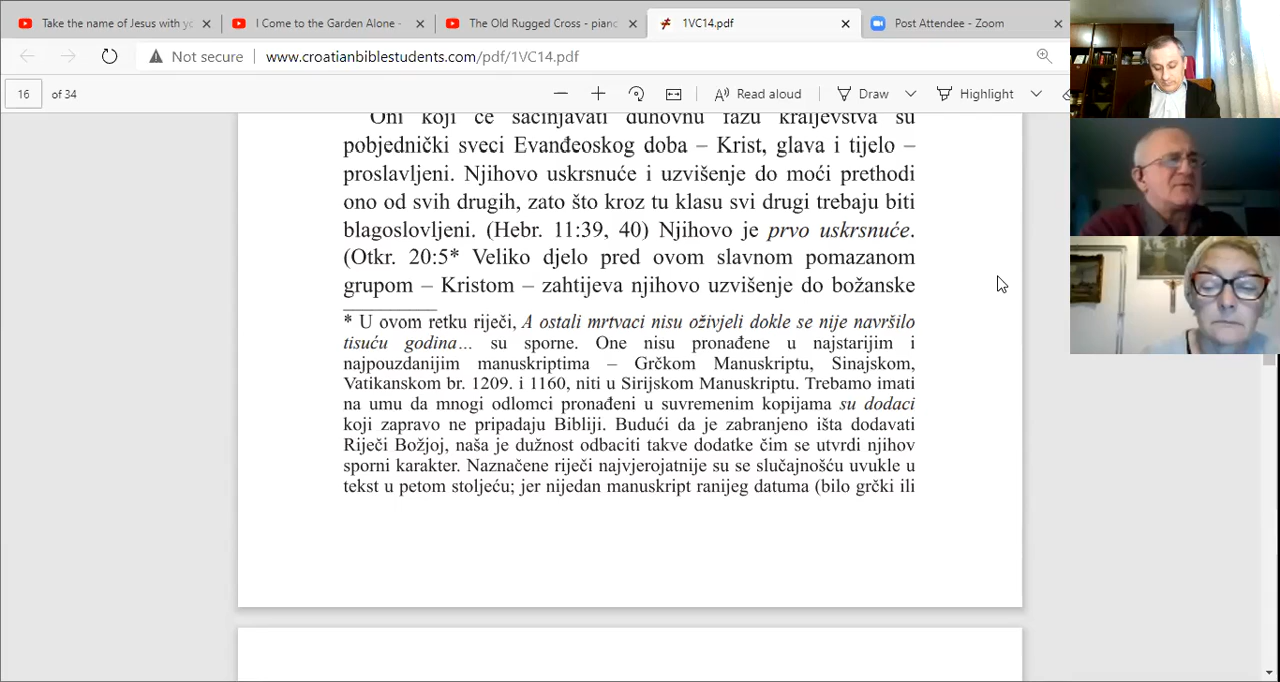 Take the name of Jesus with yo
I Come to the Garden Alone -
The Old Rugged Cross - pian
1VC14.pdf
Post Attendee - Zoom
Not secure
www.croatianbiblestudents.com/pdf/1VC14.pdf
16 of 34
Read aloud
Draw
Highlight
Oni koji će sačinjavati duhovnu fazu kraljevstva su
pobjednički sveci Evanđeoskog doba – Krist, glava i tijelo –
proslavljeni. Njihovo uskrsnuće i uzvišenje do moći prethodi
ono od svih drugih, zato što kroz tu klasu svi drugi trebaju biti
blagoslovljeni. (Hebr. 11:39, 40) Njihovo je prvo uskrsnuće.
(Otkr. 20:5* Veliko djelo pred ovom slavnom pomazanom
grupom – Kristom – zahtijeva njihovo uzvišenje do božanske
* U ovom retku riječi, A ostali mrtvaci nisu oživjeli dokle se nije navršilo
tisuću godina… su sporne. One nisu pronađene u najstarijim i
najpouzdanijim manuskriptima – Grčkom Manuskriptu, Sinajskom,
Vatikanskom br. 1209. i 1160, niti u Sirijskom Manuskriptu. Trebamo imati
na umu da mnogi odlomci pronađeni u suvremenim kopijama su dodaci
koji zapravo ne pripadaju Bibliji. Budući da je zabranjeno išta dodavati
Riječi Božjoj, naša je dužnost odbaciti takve dodatke čim se utvrdi njihov
sporni karakter. Naznačene riječi najvjerojatnije su se slučajnošću uvukle u
tekst u petom stoljeću; jer nijedan manuskript ranijeg datuma (bilo grčki ili